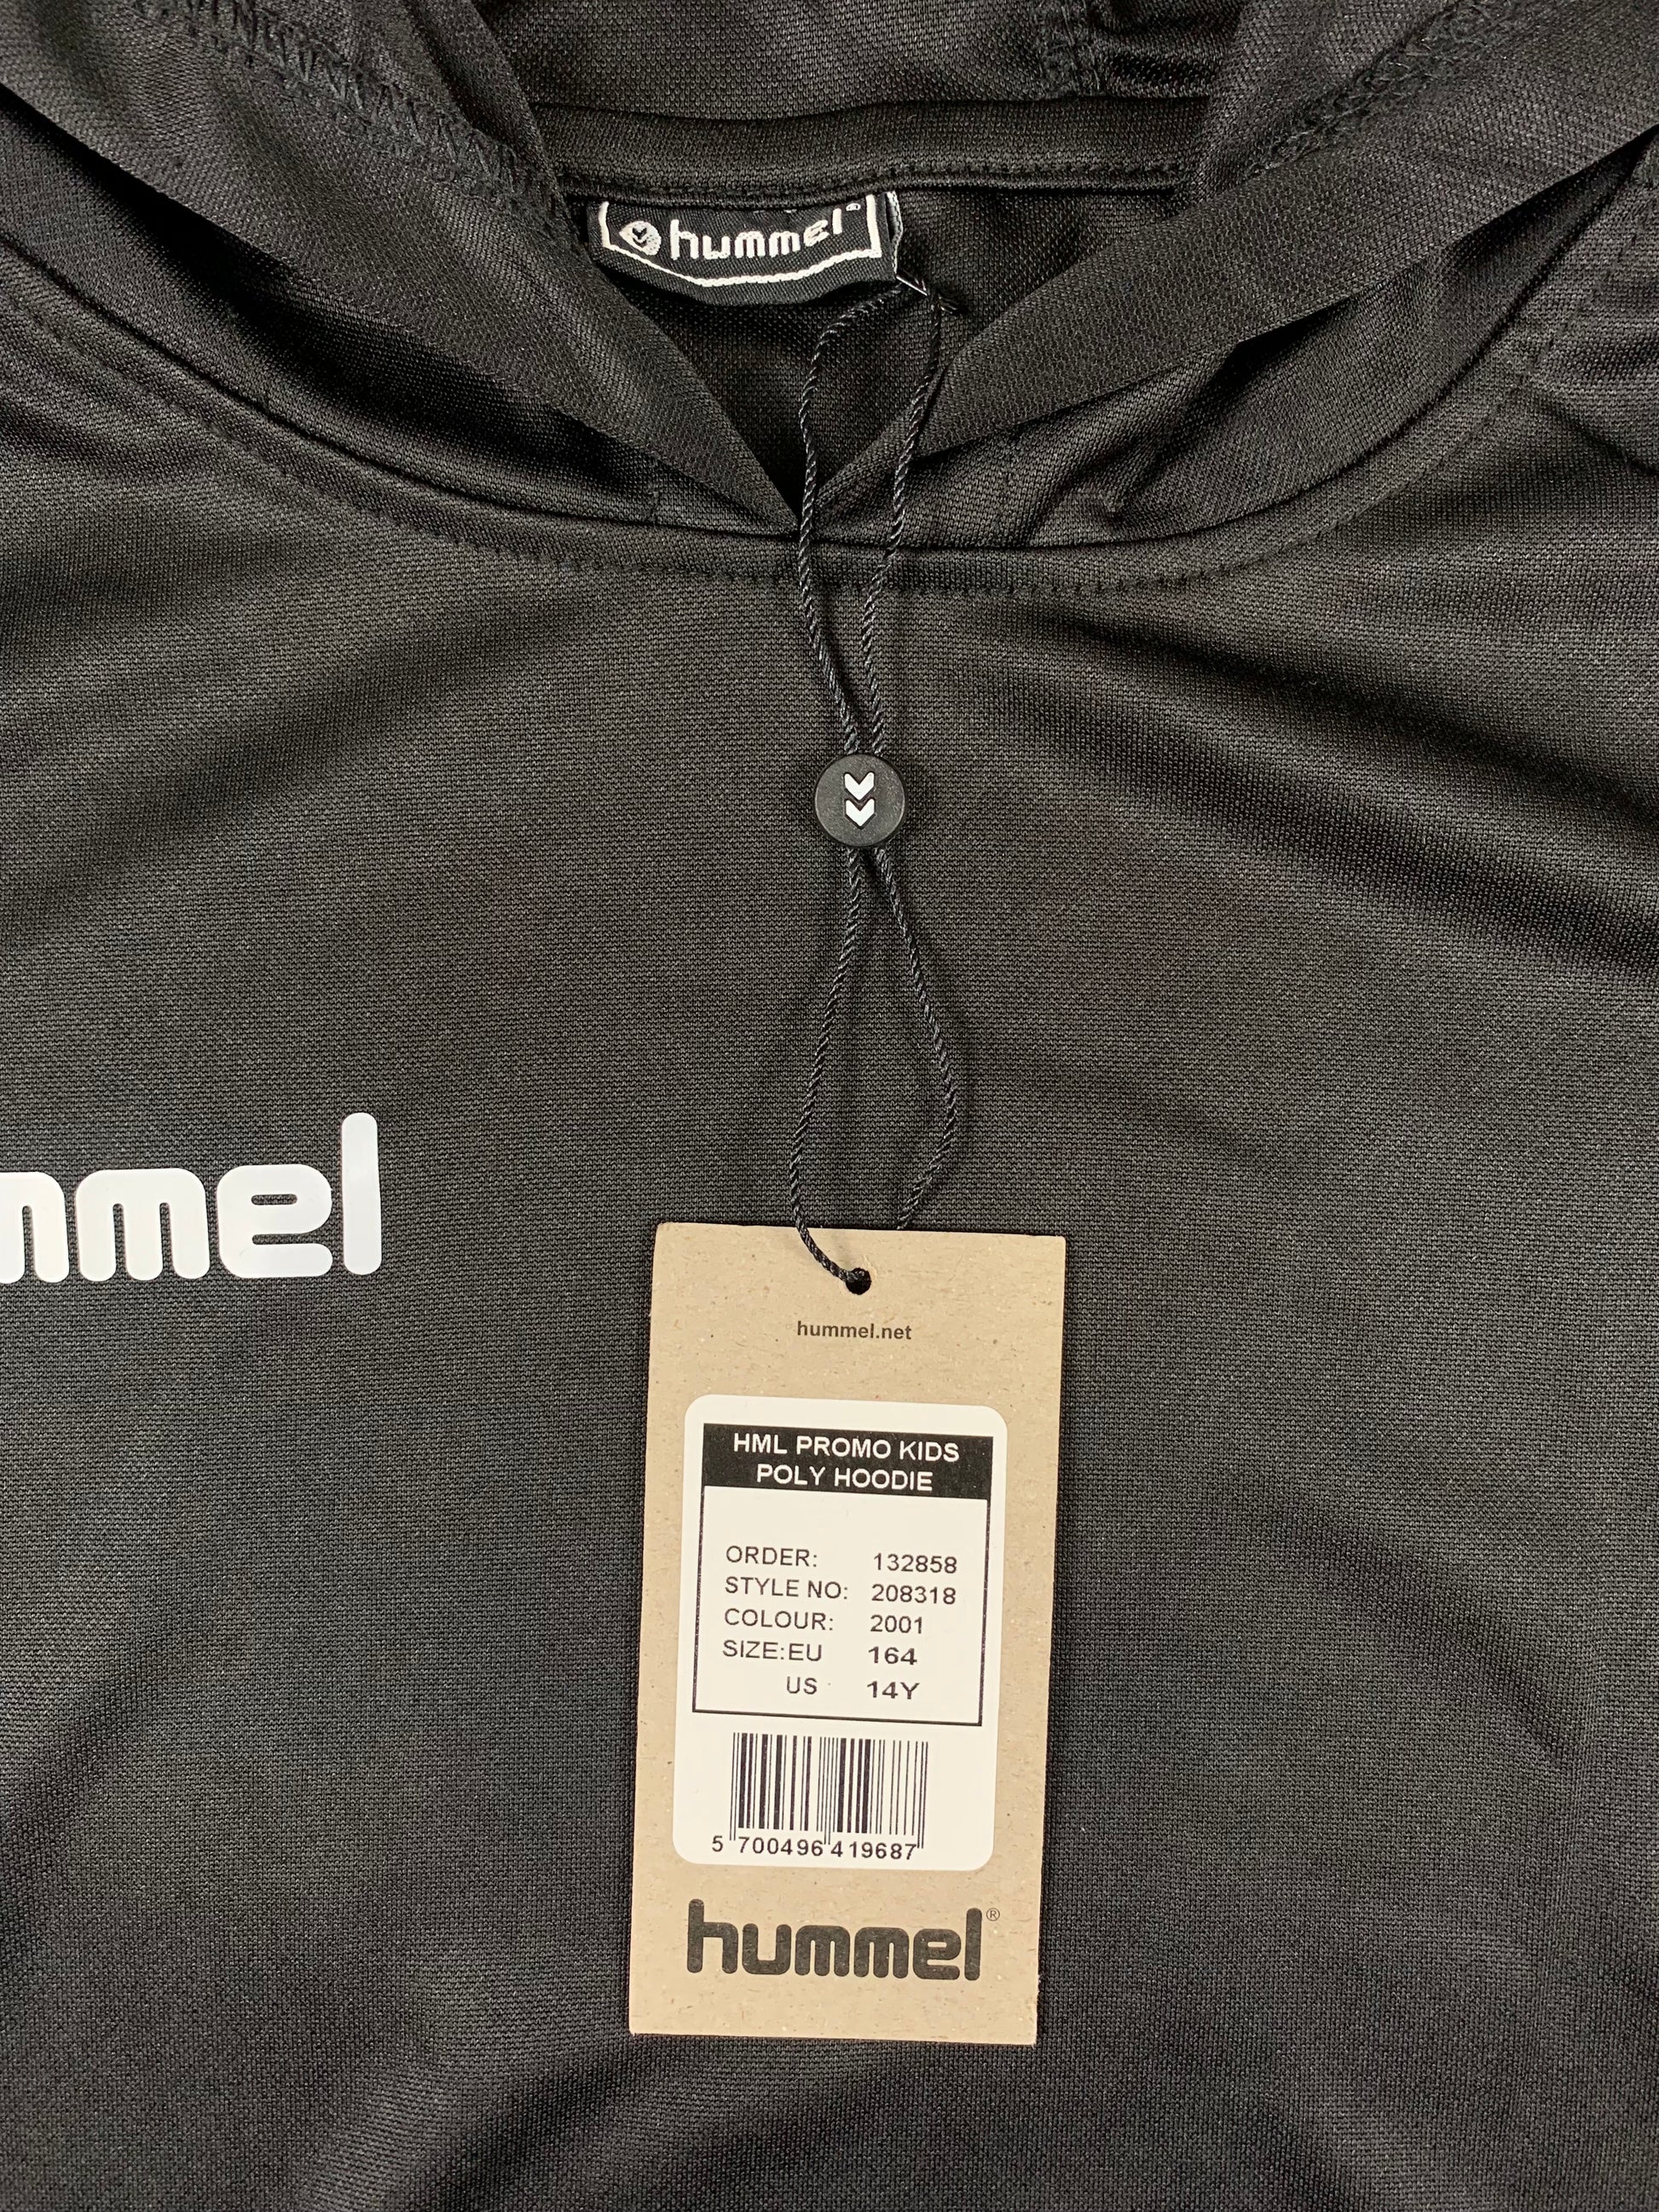 hummel®
mmel
hummel.net
HML PROMO KIDS
POLY HOODIE
ORDER: 132858
STYLE NO: 208318
COLOUR: 2001
SIZE:EU 164
US 14Y
5 700496 419687
hummel®